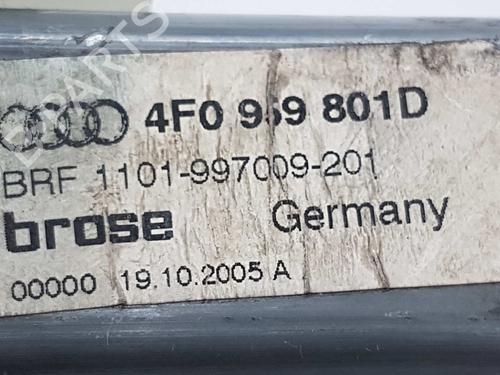 4F0 959 801D
BRF 1101-997009-201
brose Germany
00000 19.10.2005 A